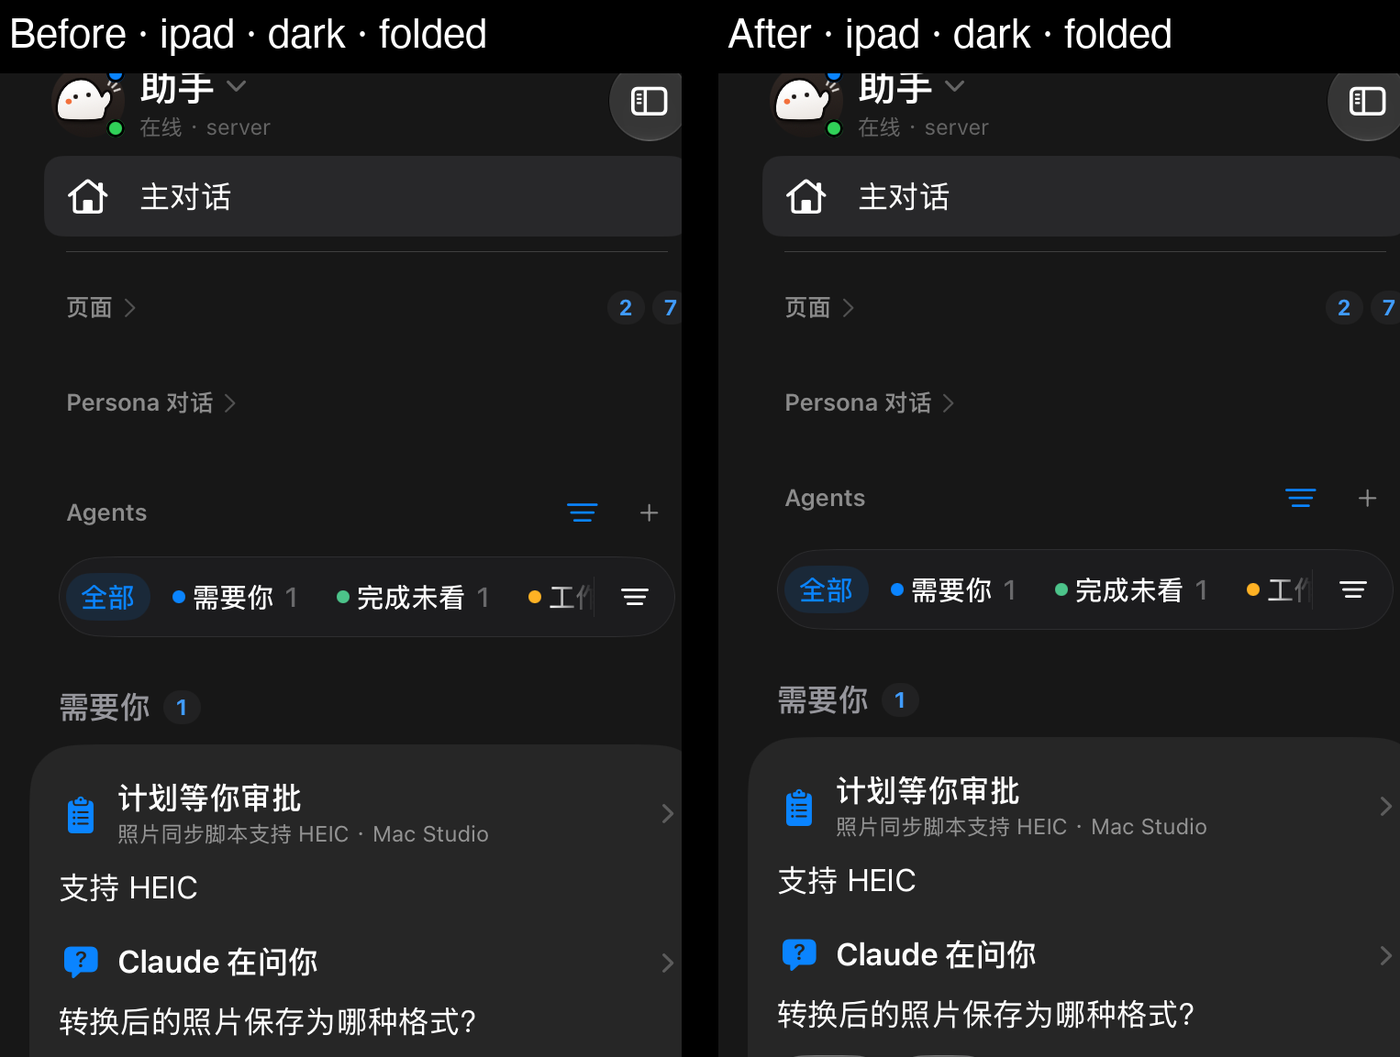 Before · ipad · dark · folded
助手
在线 · server
主对话
页面
2 7
Persona 对话
Agents
全部 需要你 1 完成未看 1
需要你 1
计划等你审批
照片同步脚本支持 HEIC · Mac Studio
支持 HEIC
Claude 在问你
转换后的照片保存为哪种格式?
After · ipad · dark · folded
助手
在线 · server
主对话
页面
2 7
Persona 对话
Agents
全部 需要你 1 完成未看 1
需要你 1
计划等你审批
照片同步脚本支持 HEIC · Mac Studio
支持 HEIC
Claude 在问你
转换后的照片保存为哪种格式?